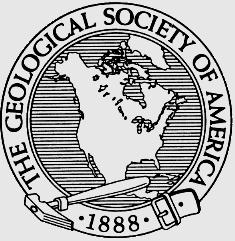 THE GEOLOGICAL SOCIETY OF AMERICA
· 1888 ·